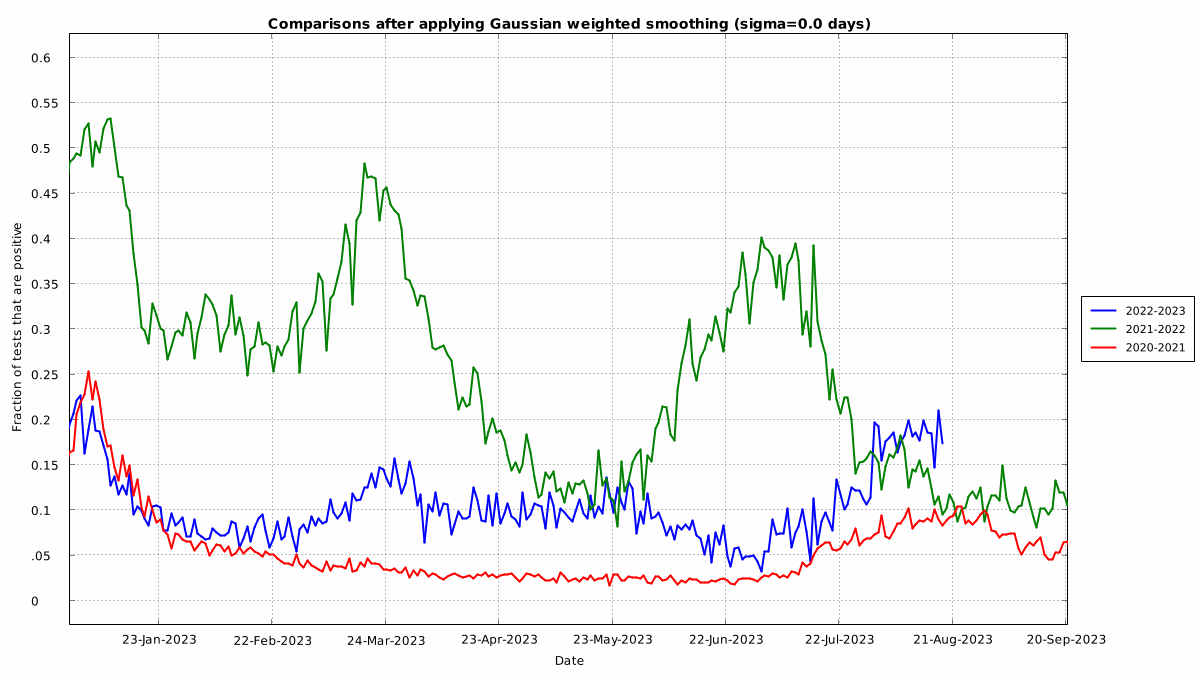 Comparisons after applying Gaussian weighted smoothing (sigma=0.0 days)
0.6
0.55
0.5
0.45
0.4
0.35
0.3
0.25
0.2
0.15
0.1
.05
0
Fraction of tests that are positive
23-Jan-2023
22-Feb-2023
24-Mar-2023
23-Apr-2023
23-May-2023
22-Jun-2023
22-Jul-2023
21-Aug-2023
20-Sep-2023
Date
2022-2023
2021-2022
2020-2021